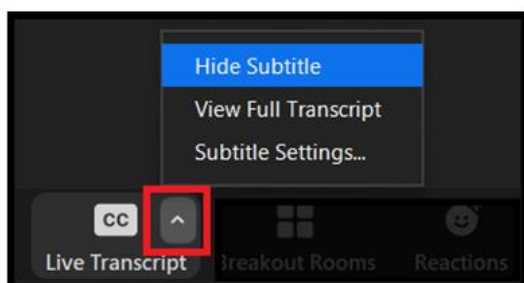 Hide Subtitle
View Full Transcript
Subtitle Settings...
CC
Live Transcript
Breakout Rooms
Reactions